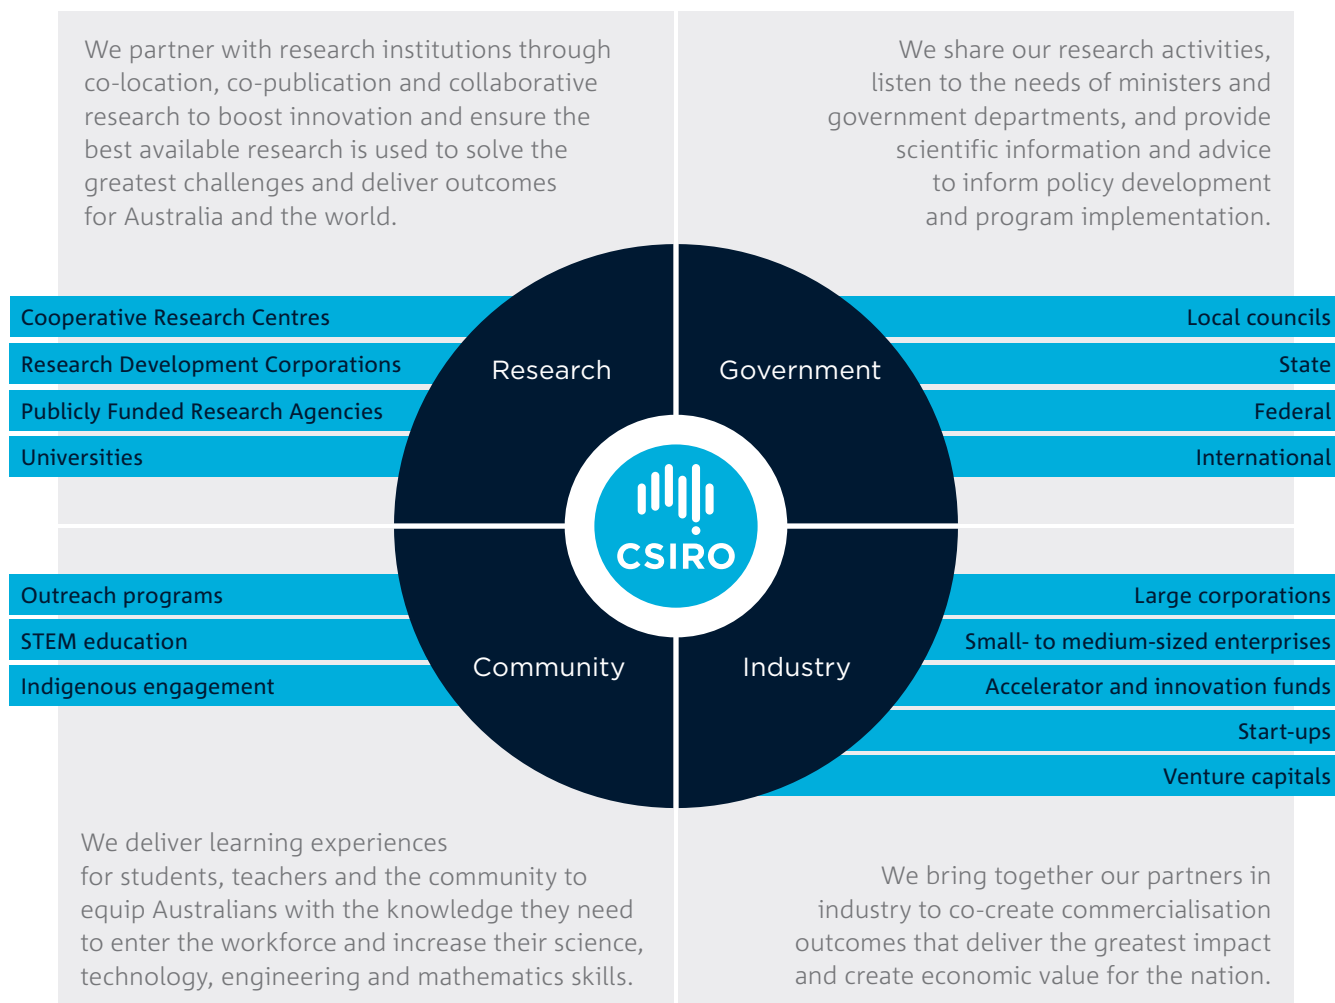 We partner with research institutions through
co-location, co-publication and collaborative
research to boost innovation and ensure the
best available research is used to solve the
greatest challenges and deliver outcomes
for Australia and the world.
We share our research activities,
listen to the needs of ministers and
government departments, and provide
scientific information and advice
to inform policy development
and program implementation.
Cooperative Research Centres
Research Development Corporations
Publicly Funded Research Agencies
Universities
Research
Government
Local councils
State
Federal
International
CSIRO
Outreach programs
STEM education
Indigenous engagement
Community
Industry
Large corporations
Small- to medium-sized enterprises
Accelerator and innovation funds
Start-ups
Venture capitals
We deliver learning experiences
for students, teachers and the community to
equip Australians with the knowledge they need
to enter the workforce and increase their science,
technology, engineering and mathematics skills.
We bring together our partners in
industry to co-create commercialisation
outcomes that deliver the greatest impact
and create economic value for the nation.